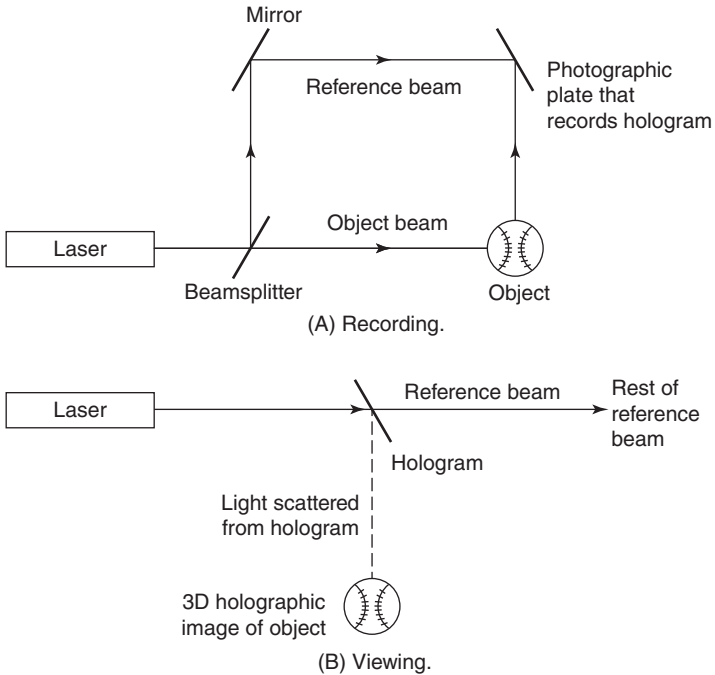 Mirror
Reference beam
Photographic
plate that
records hologram
Laser
Object beam
Beamsplitter
Object
(A) Recording.
Laser
Reference beam
Rest of
reference
beam
Hologram
Light scattered
from hologram
3D holographic
image of object
(B) Viewing.